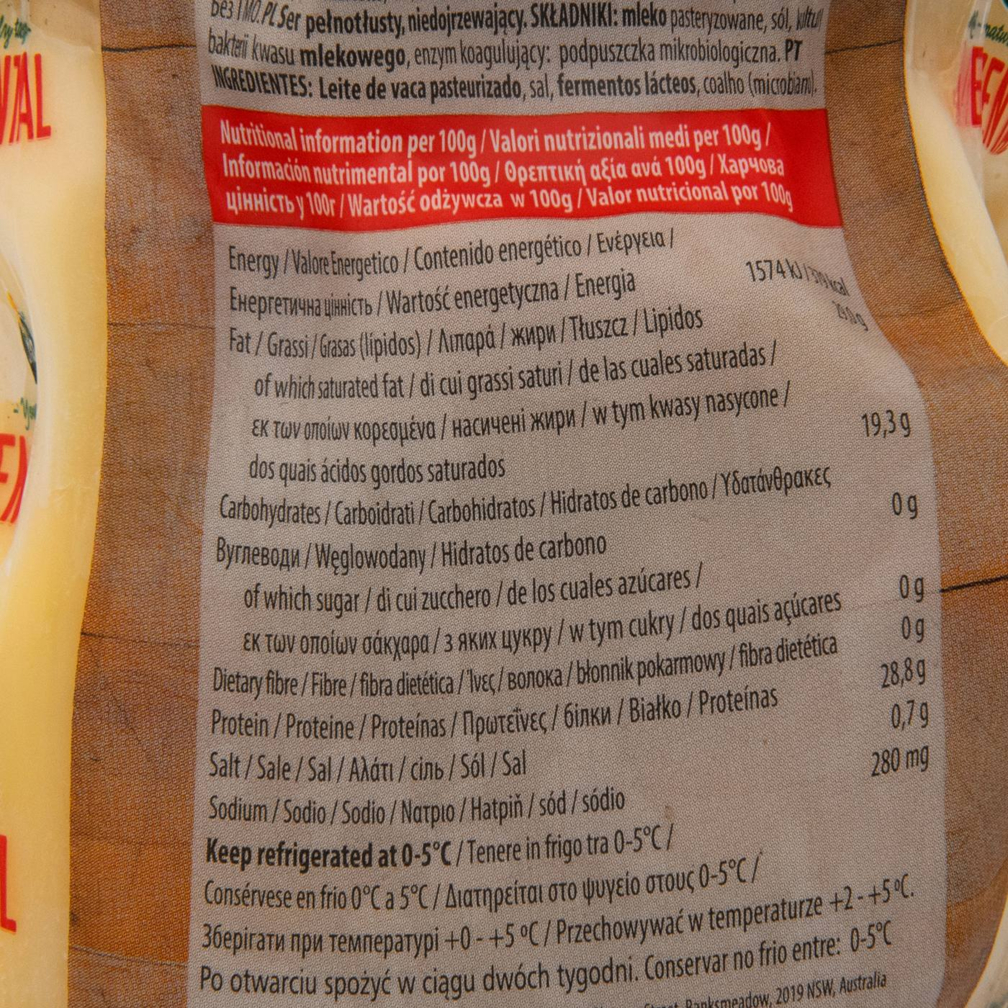 без ГМО. PL Ser pełnotłusty, niedojrzewający. SKŁADNIKI: mleko pasteryzowane, sól,
bakterii kwasu mlekowego, enzym koagulujący: podpuszczka mikrobiologiczna. PT
INGREDIENTES: Leite de vaca pasteurizado, sal, fermentos lácteos, coalho (microbiano).
Nutritional information per 100g / Valori nutrizionali medi per 100g /
Información nutrimental por 100g / Θρεπτική αξία ανά 100g / Харчова
цінність у 100г / Wartość odżywcza w 100g / Valor nutricional por 100g
Energy / Valore Energetico / Contenido energético / Ενέργεια /
Енергетична цінність / Wartość energetyczna / Energia 1574 kJ / kcal
Fat / Grassi / Grasas (lípidos) / Λιπαρά / жири / Tłuszcz / Lipidos
of which saturated fat / di cui grassi saturi / de las cuales saturadas /
εκ των οποίων κορεσμένα / насичені жири / w tym kwasy nasycone /
dos quais ácidos gordos saturados 19,3 g
Carbohydrates / Carboidrati / Carbohidratos / Hidratos de carbono / Υδατάνθρακες
Вуглеводи / Węglowodany / Hidratos de carbono 0 g
of which sugar / di cui zucchero / de los cuales azúcares /
εκ των οποίων σάκχαρα / з яких цукру / w tym cukry / dos quais açúcares 0 g
Dietary fibre / Fibre / fibra dietética / Ίνες / волока / błonnik pokarmowy / fibra dietética 0 g
Protein / Proteine / Proteínas / Πρωτεΐνες / білки / Białko / Proteínas 28,8 g
Salt / Sale / Sal / Αλάτι / сіль / Sól / Sal 0,7 g
Sodium / Sodio / Sodio / Νατριο / Натрій / sód / sódio 280 mg
Keep refrigerated at 0-5°C / Tenere in frigo tra 0-5°C /
Consérvese en frio 0°C a 5°C / Διατηρείται στο ψυγείο στους 0-5°C /
Зберігати при температурі +0 - +5 °C / Przechowywać w temperaturze +2 - +5 °C.
Po otwarciu spożyć w ciągu dwóch tygodni. Conservar no frio entre: 0-5°C
Banksmeadow, 2019 NSW, Australia